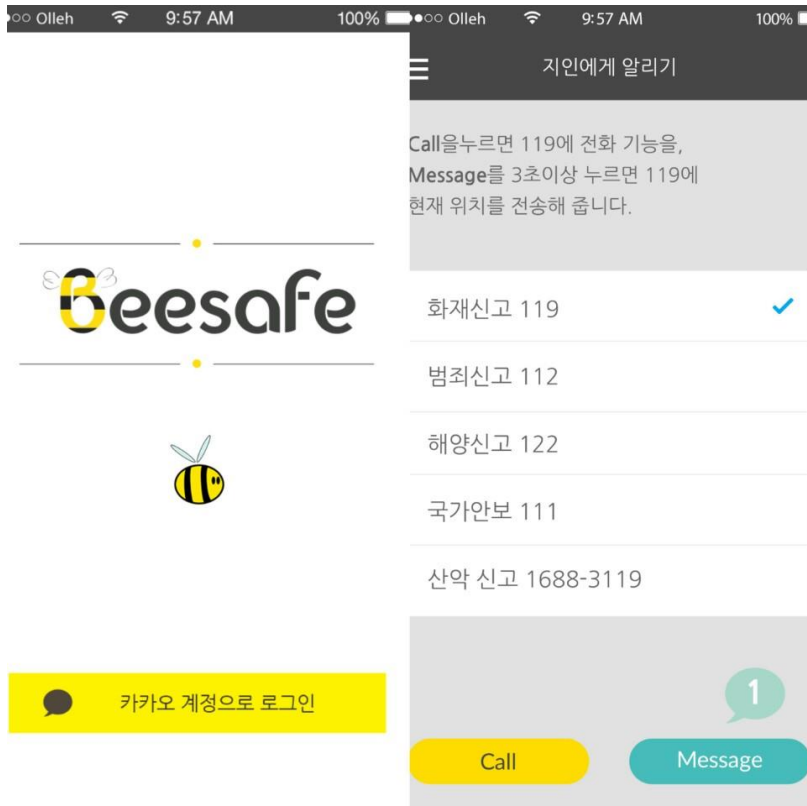 Olleh 9:57 AM 100%
Beesafe
카카오 계정으로 로그인
Olleh 9:57 AM 100%
지인에게 알리기
Call을누르면 119에 전화 기능을,
Message를 3초이상 누르면 119에
현재 위치를 전송해 줍니다.
화재신고 119
범죄신고 112
해양신고 122
국가안보 111
산악 신고 1688-3119
1
Call
Message